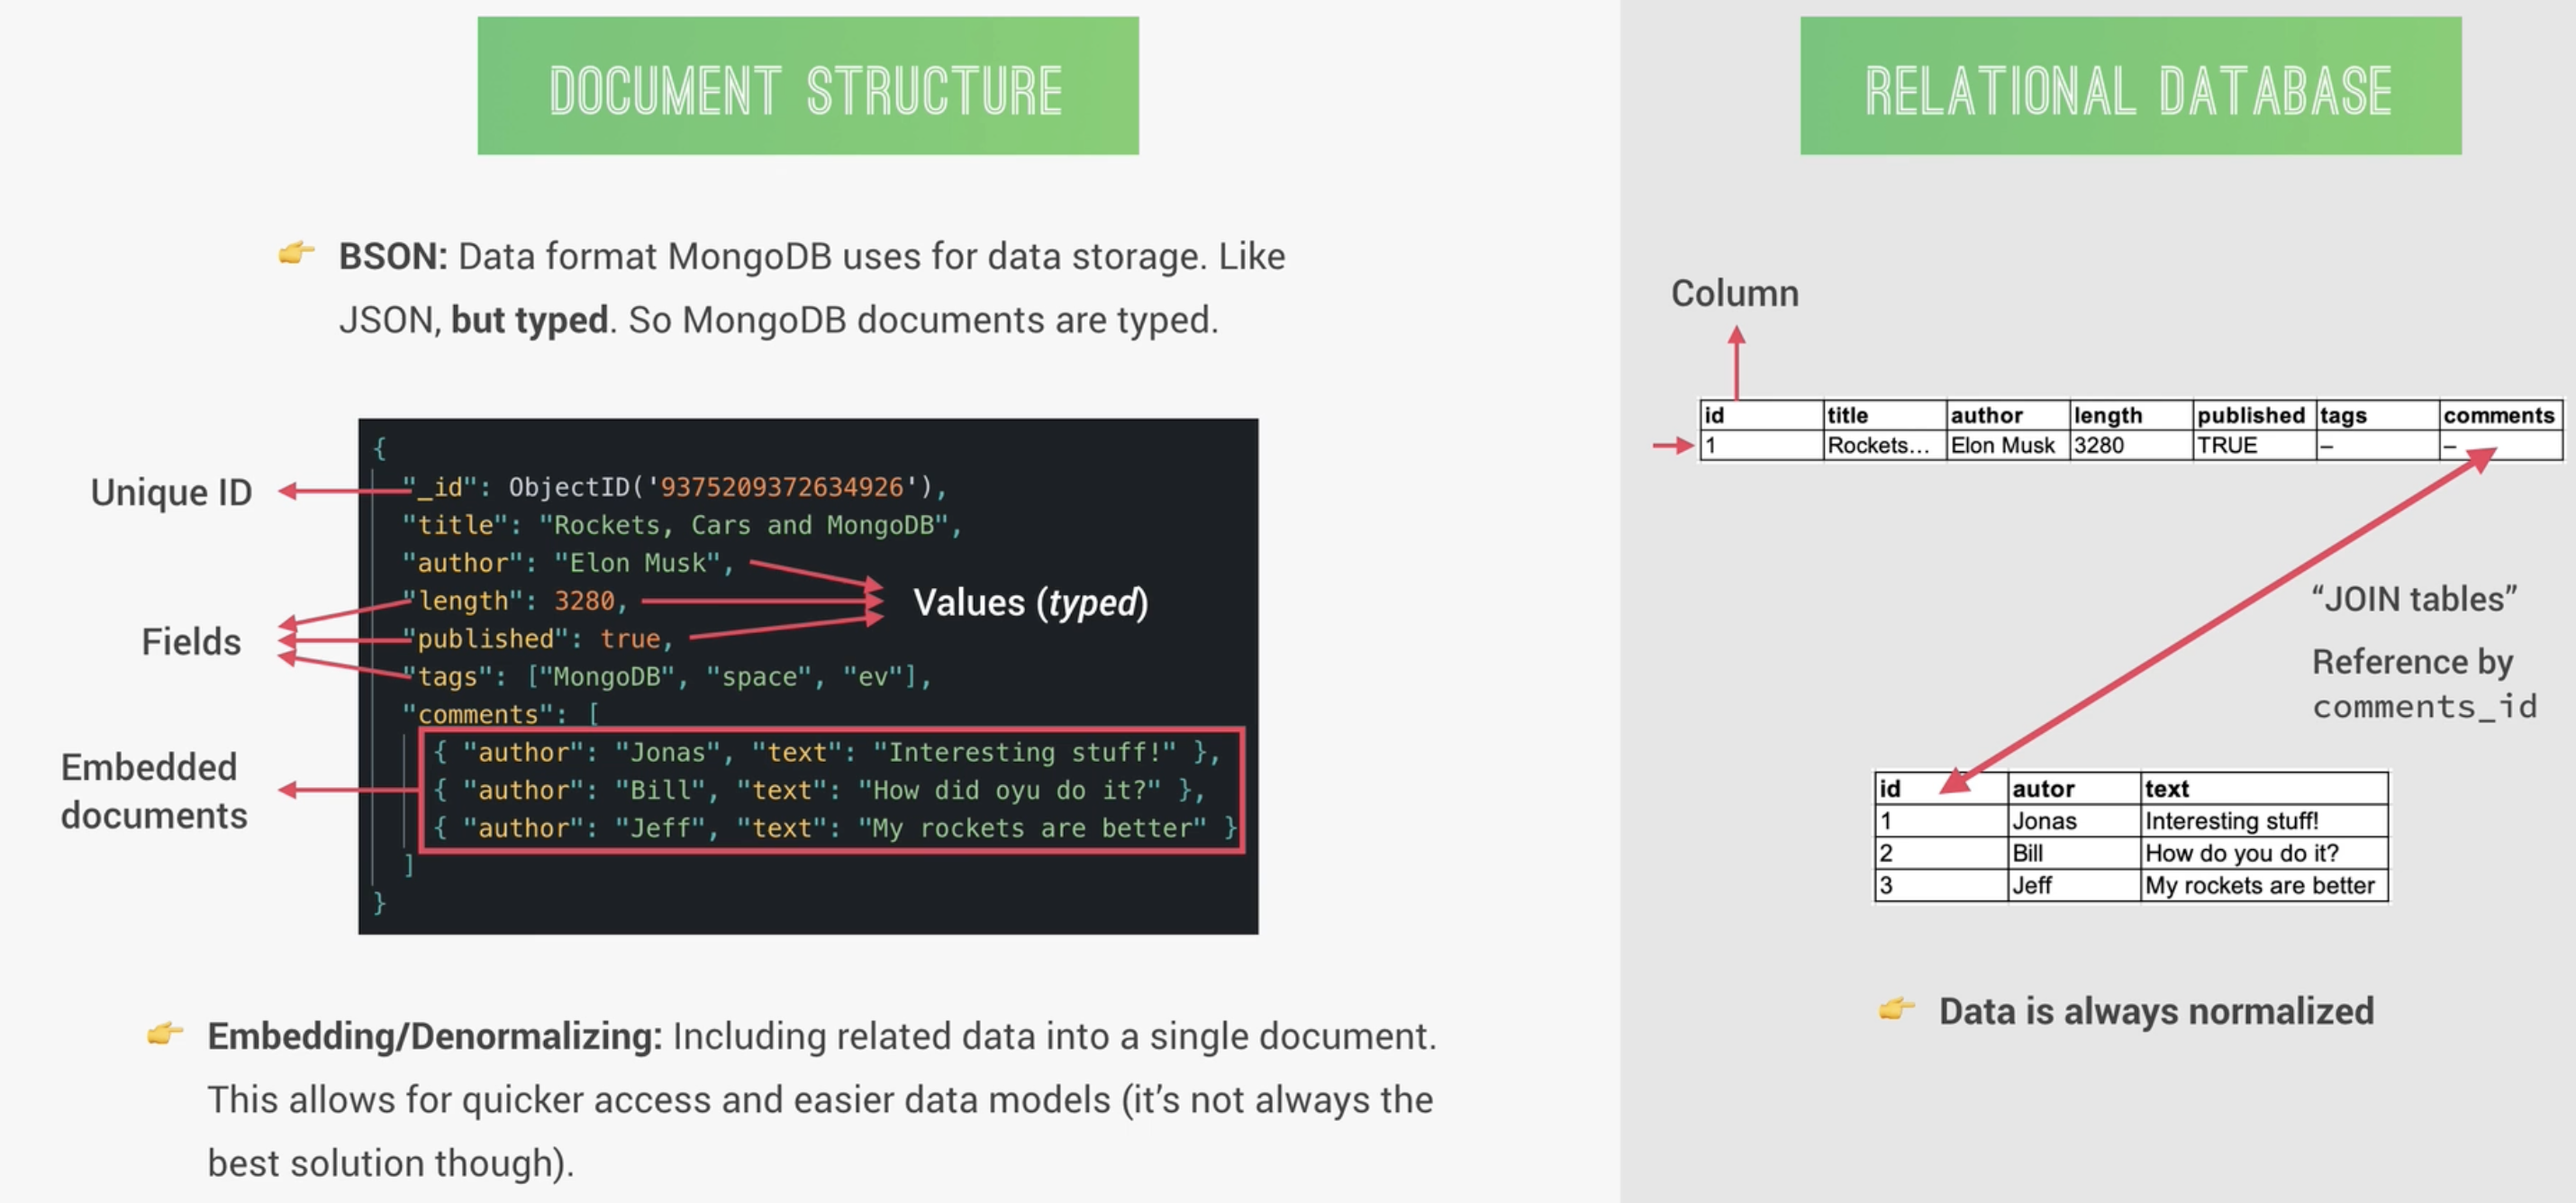 DOCUMENT STRUCTURE
👉 BSON: Data format MongoDB uses for data storage. Like
JSON, but typed. So MongoDB documents are typed.
Unique ID
Fields
Embedded
documents
{
"_id": ObjectID('9375209372634926'),
"title": "Rockets, Cars and MongoDB",
"author": "Elon Musk",
"length": 3280,
"published": true,
"tags": ["MongoDB", "space", "ev"],
"comments": [
{ "author": "Jonas", "text": "Interesting stuff!" },
{ "author": "Bill", "text": "How did oyu do it?" },
{ "author": "Jeff", "text": "My rockets are better" }
]
}
Values (typed)
👉 Embedding/Denormalizing: Including related data into a single document.
This allows for quicker access and easier data models (it’s not always the
best solution though).
RELATIONAL DATABASE
Column
id title author length published tags comments
1 Rockets… Elon Musk 3280 TRUE – –
“JOIN tables”
Reference by
comments_id
id autor text
1 Jonas Interesting stuff!
2 Bill How do you do it?
3 Jeff My rockets are better
👉 Data is always normalized